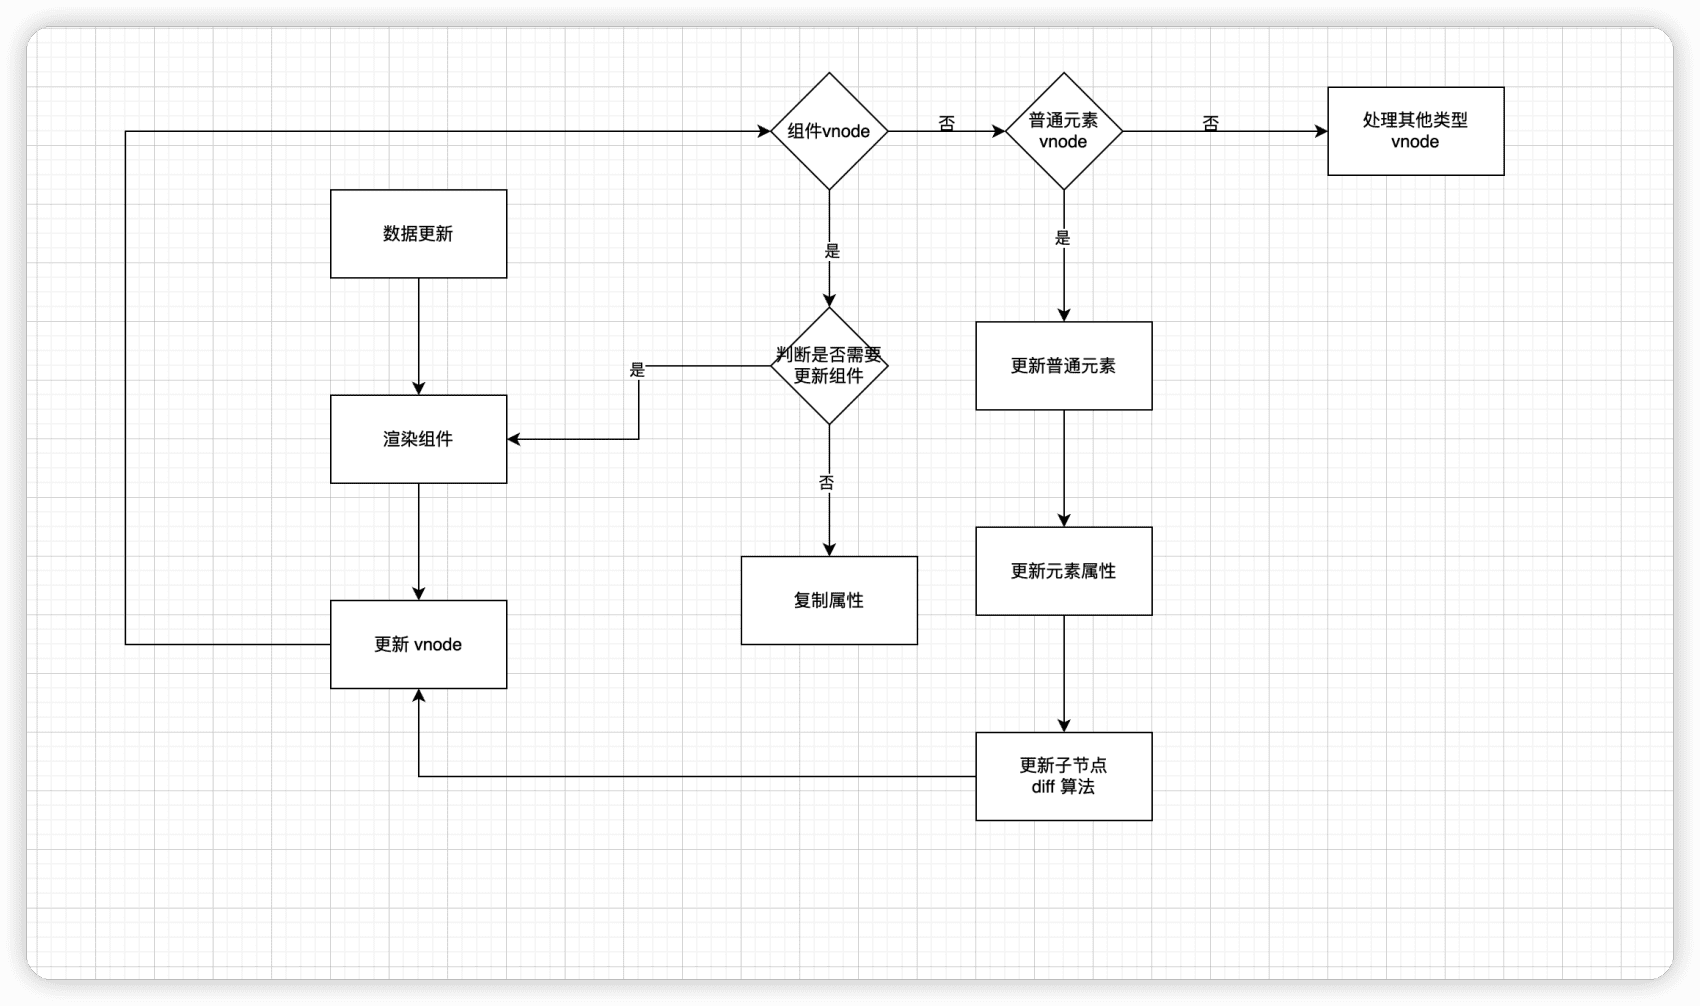 组件vnode
否
普通元素
vnode
否
处理其他类型
vnode
数据更新
是
是
判断是否需要
更新组件
是
更新普通元素
渲染组件
否
更新元素属性
复制属性
更新 vnode
更新子节点
diff 算法